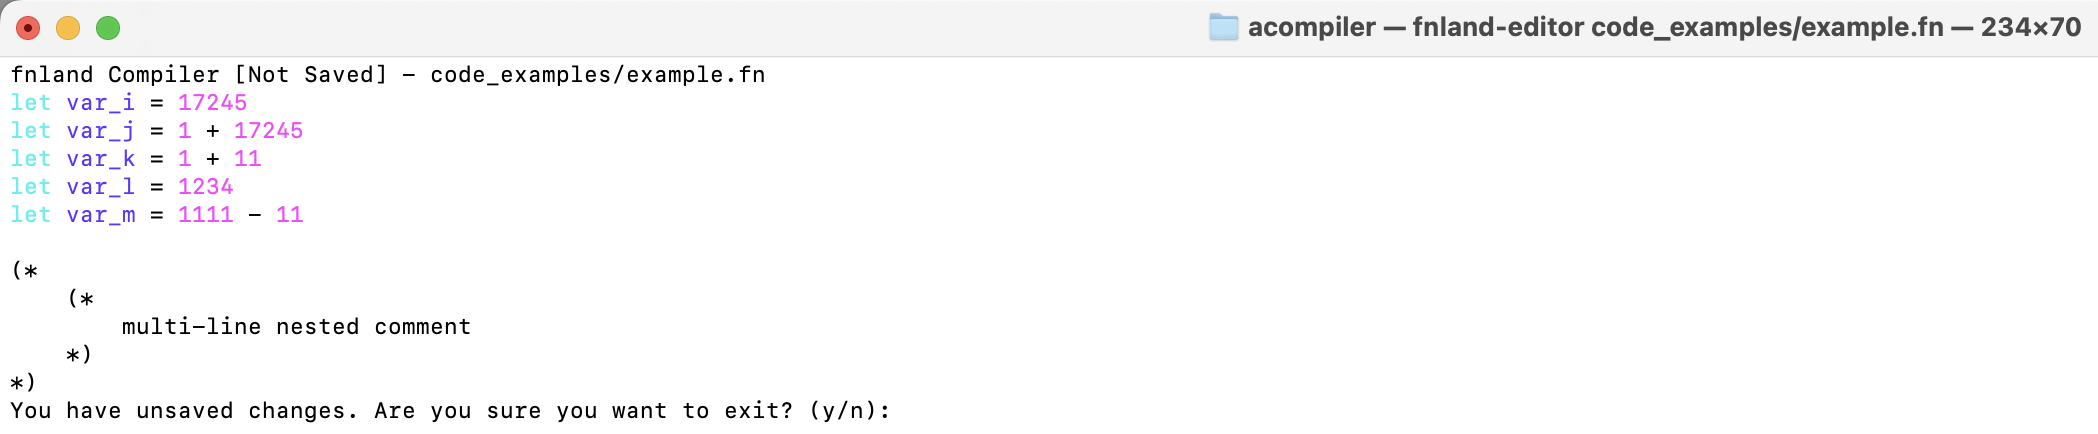 acompiler — fnland-editor code_examples/example.fn — 234×70
fnland Compiler [Not Saved] - code_examples/example.fn
let var_i = 17245
let var_j = 1 + 17245
let var_k = 1 + 11
let var_l = 1234
let var_m = 1111 - 11
(*
    (*
        multi-line nested comment
    *)
*)
You have unsaved changes. Are you sure you want to exit? (y/n):